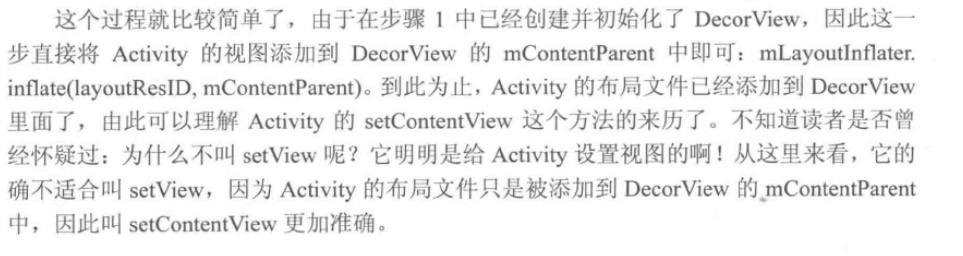 这个过程就比较简单了，由于在步骤 1 中已经创建并初始化了 DecorView，因此这一
步直接将 Activity 的视图添加到 DecorView 的 mContentParent 中即可：mLayoutInflater.
inflate(layoutResID, mContentParent)。到此为止，Activity 的布局文件已经添加到 DecorView
里面了，由此可以理解 Activity 的 setContentView 这个方法的来历了。不知道读者是否曾
经怀疑过：为什么不叫 setView 呢？它明明是给 Activity 设置视图的啊！从这里来看，它的
确不适合叫 setView，因为 Activity 的布局文件只是被添加到 DecorView 的 mContentParent
中，因此叫 setContentView 更加准确。